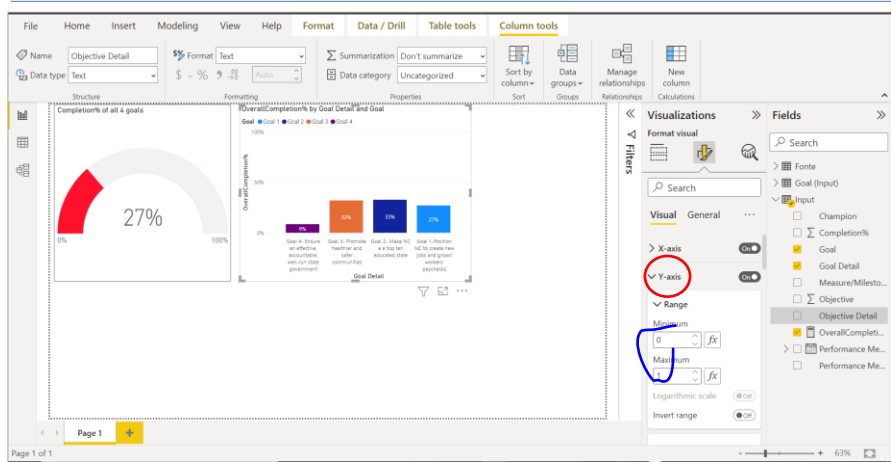 File Home Insert Modeling View Help Format Data / Drill Table tools Column tools
Name Objective Detail $% Format Text Σ Summarization Don't summarize Sort by column Data groups Manage relationships New column
Data type Text $ % Auto Data category Uncategorized
Structure Formatting Properties Sort Groups Relationships Calculations
Completion% of all 4 goals
27%
0% 100%
OverallCompletion% by Goal Detail and Goal
Goal Goal 1 Goal 2 Goal 3 Goal 4
OverallCompletion%
100%
50%
0%
9% 32% 33% 27%
Goal 4- Ensure an effective, accountable, well-run state government
Goal 3- Promote healthier and safer communities
Goal 2- Make NC a a top ten educated state
Goal 1-Position NC to create new jobs and grown workers' paychecks
Goal Detail
Filters
Visualizations
Format visual
Search
Visual General ...
X-axis On
Y-axis On
Range
Minimum
0 fx
Maximum
1 fx
Logarithmic scale Off
Invert range Off
Fields
Search
Fonte
Goal (Input)
Input
Champion
Σ Completion%
Goal
Goal Detail
Measure/Milesto...
Σ Objective
Objective Detail
OverallCompleti...
Performance Me...
Performance Me...
Page 1 +
Page 1 of 1
- + 63%